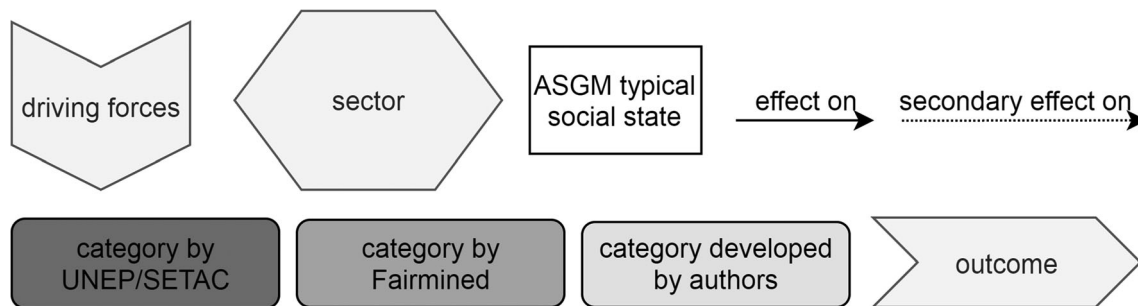 driving forces
sector
ASGM typical
social state
effect on
secondary effect on
category by
UNEP/SETAC
category by
Fairmined
category developed
by authors
outcome